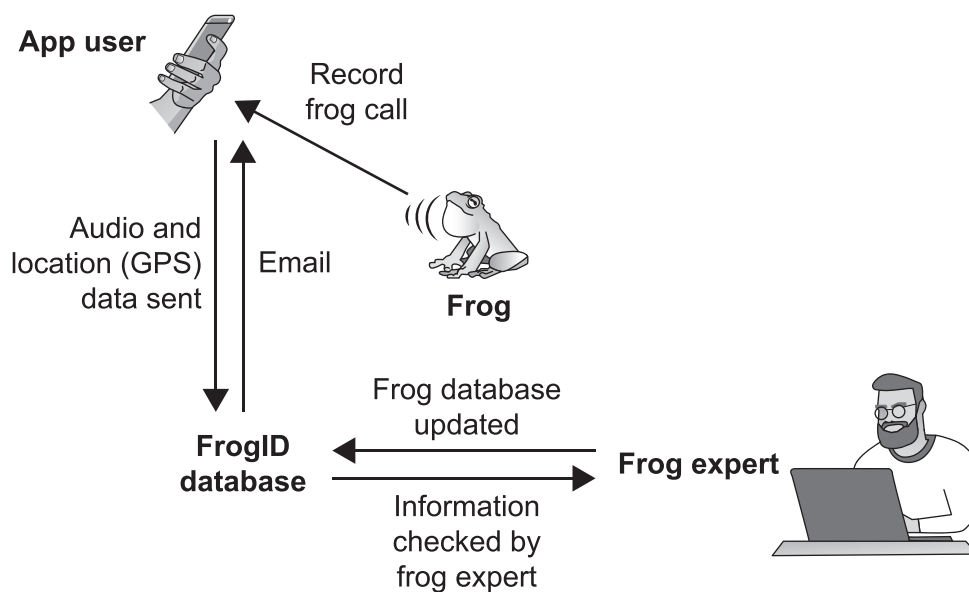 App user
Record
frog call
Audio and
location (GPS)
data sent
Email
Frog
Frog database
updated
FrogID
database
Frog expert
Information
checked by
frog expert